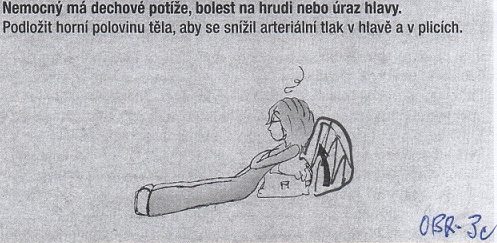 Nemocný má dechové potíže, bolest na hrudi nebo úraz hlavy.
Podložit horní polovinu těla, aby se snížil arteriální tlak v hlavě a v plicích.
OBR-3c